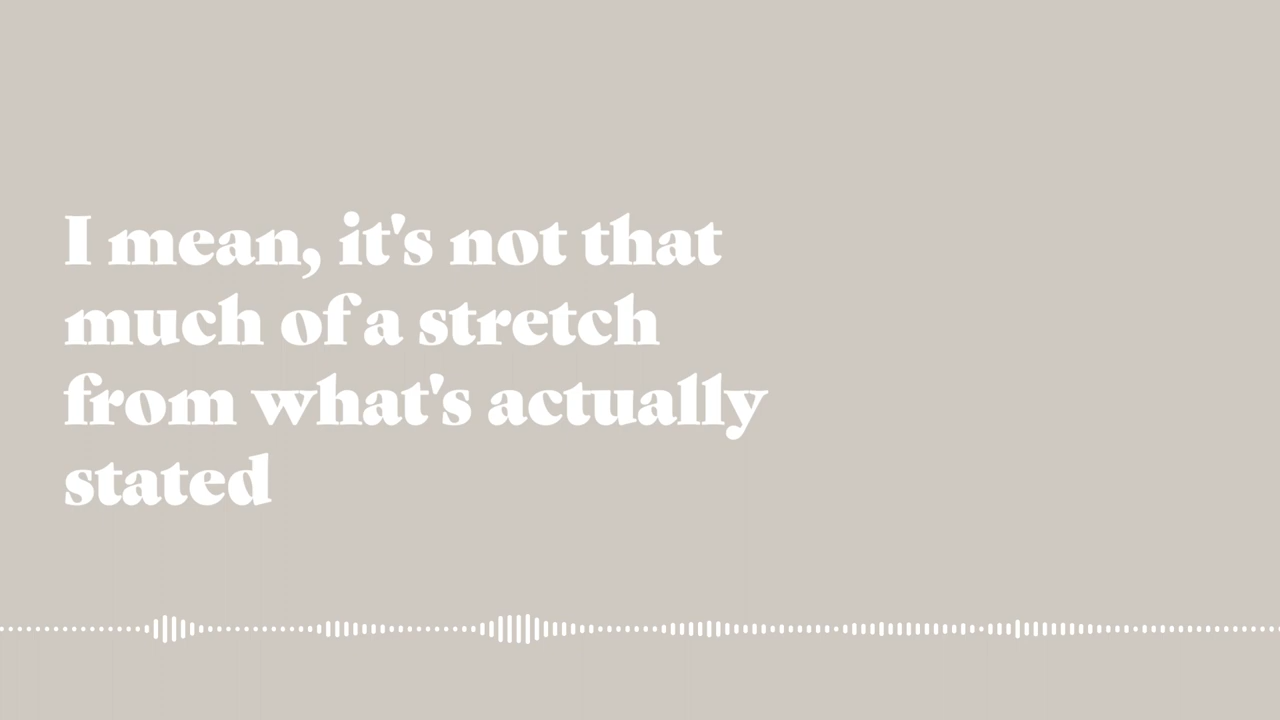 I mean, it's not that
much of a stretch
from what's actually
stated